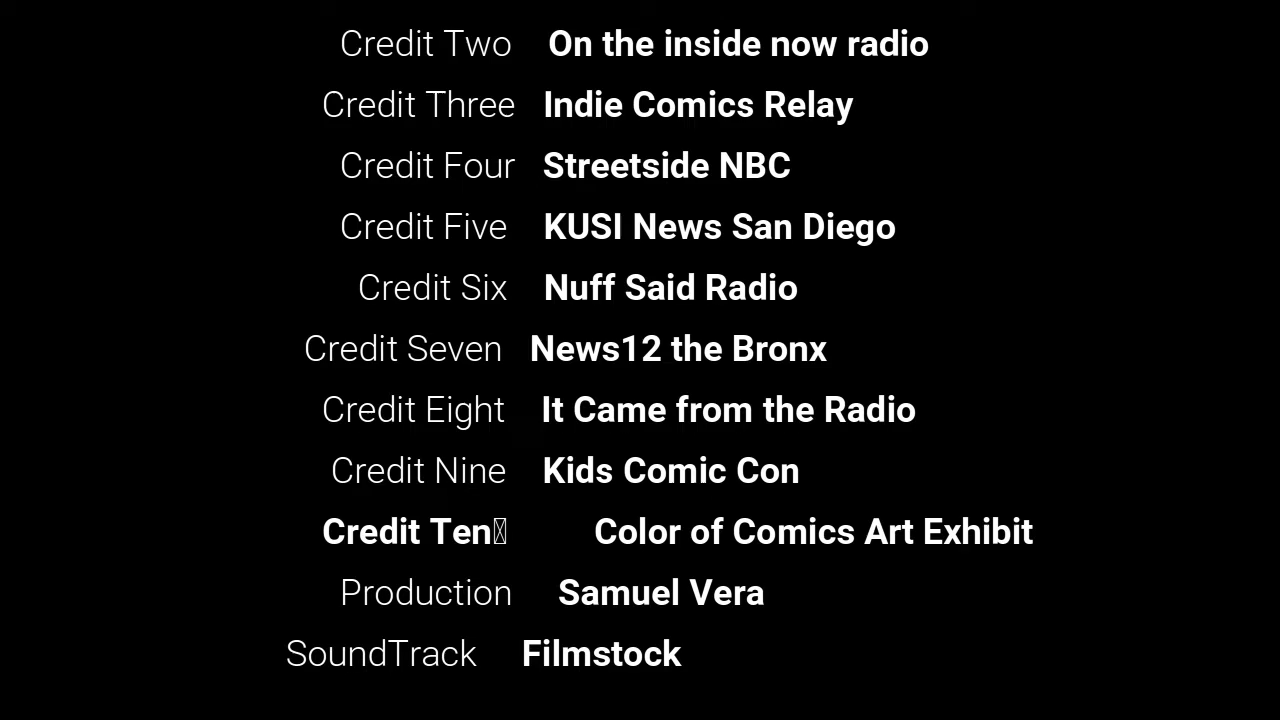 Credit Two On the inside now radio
Credit Three Indie Comics Relay
Credit Four Streetside NBC
Credit Five KUSI News San Diego
Credit Six Nuff Said Radio
Credit Seven News12 the Bronx
Credit Eight It Came from the Radio
Credit Nine Kids Comic Con
Credit Ten Color of Comics Art Exhibit
Production Samuel Vera
SoundTrack Filmstock